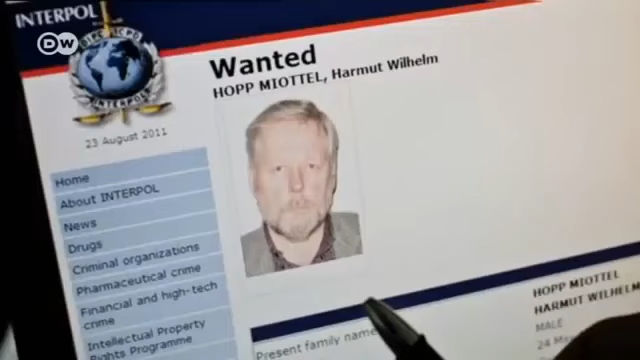 INTERPOL
DW
OIPC ICPO
INTERPOL
23 August 2011
Wanted
HOPP MIOTTEL, Harmut Wilhelm
Home
About INTERPOL
News
Drugs
Criminal organizations
Pharmaceutical crime
Financial and high-tech
crime
Intellectual Property
Rights Programme
Present family name
HOPP MIOTTEL
HARMUT WILHELM
MALE
24